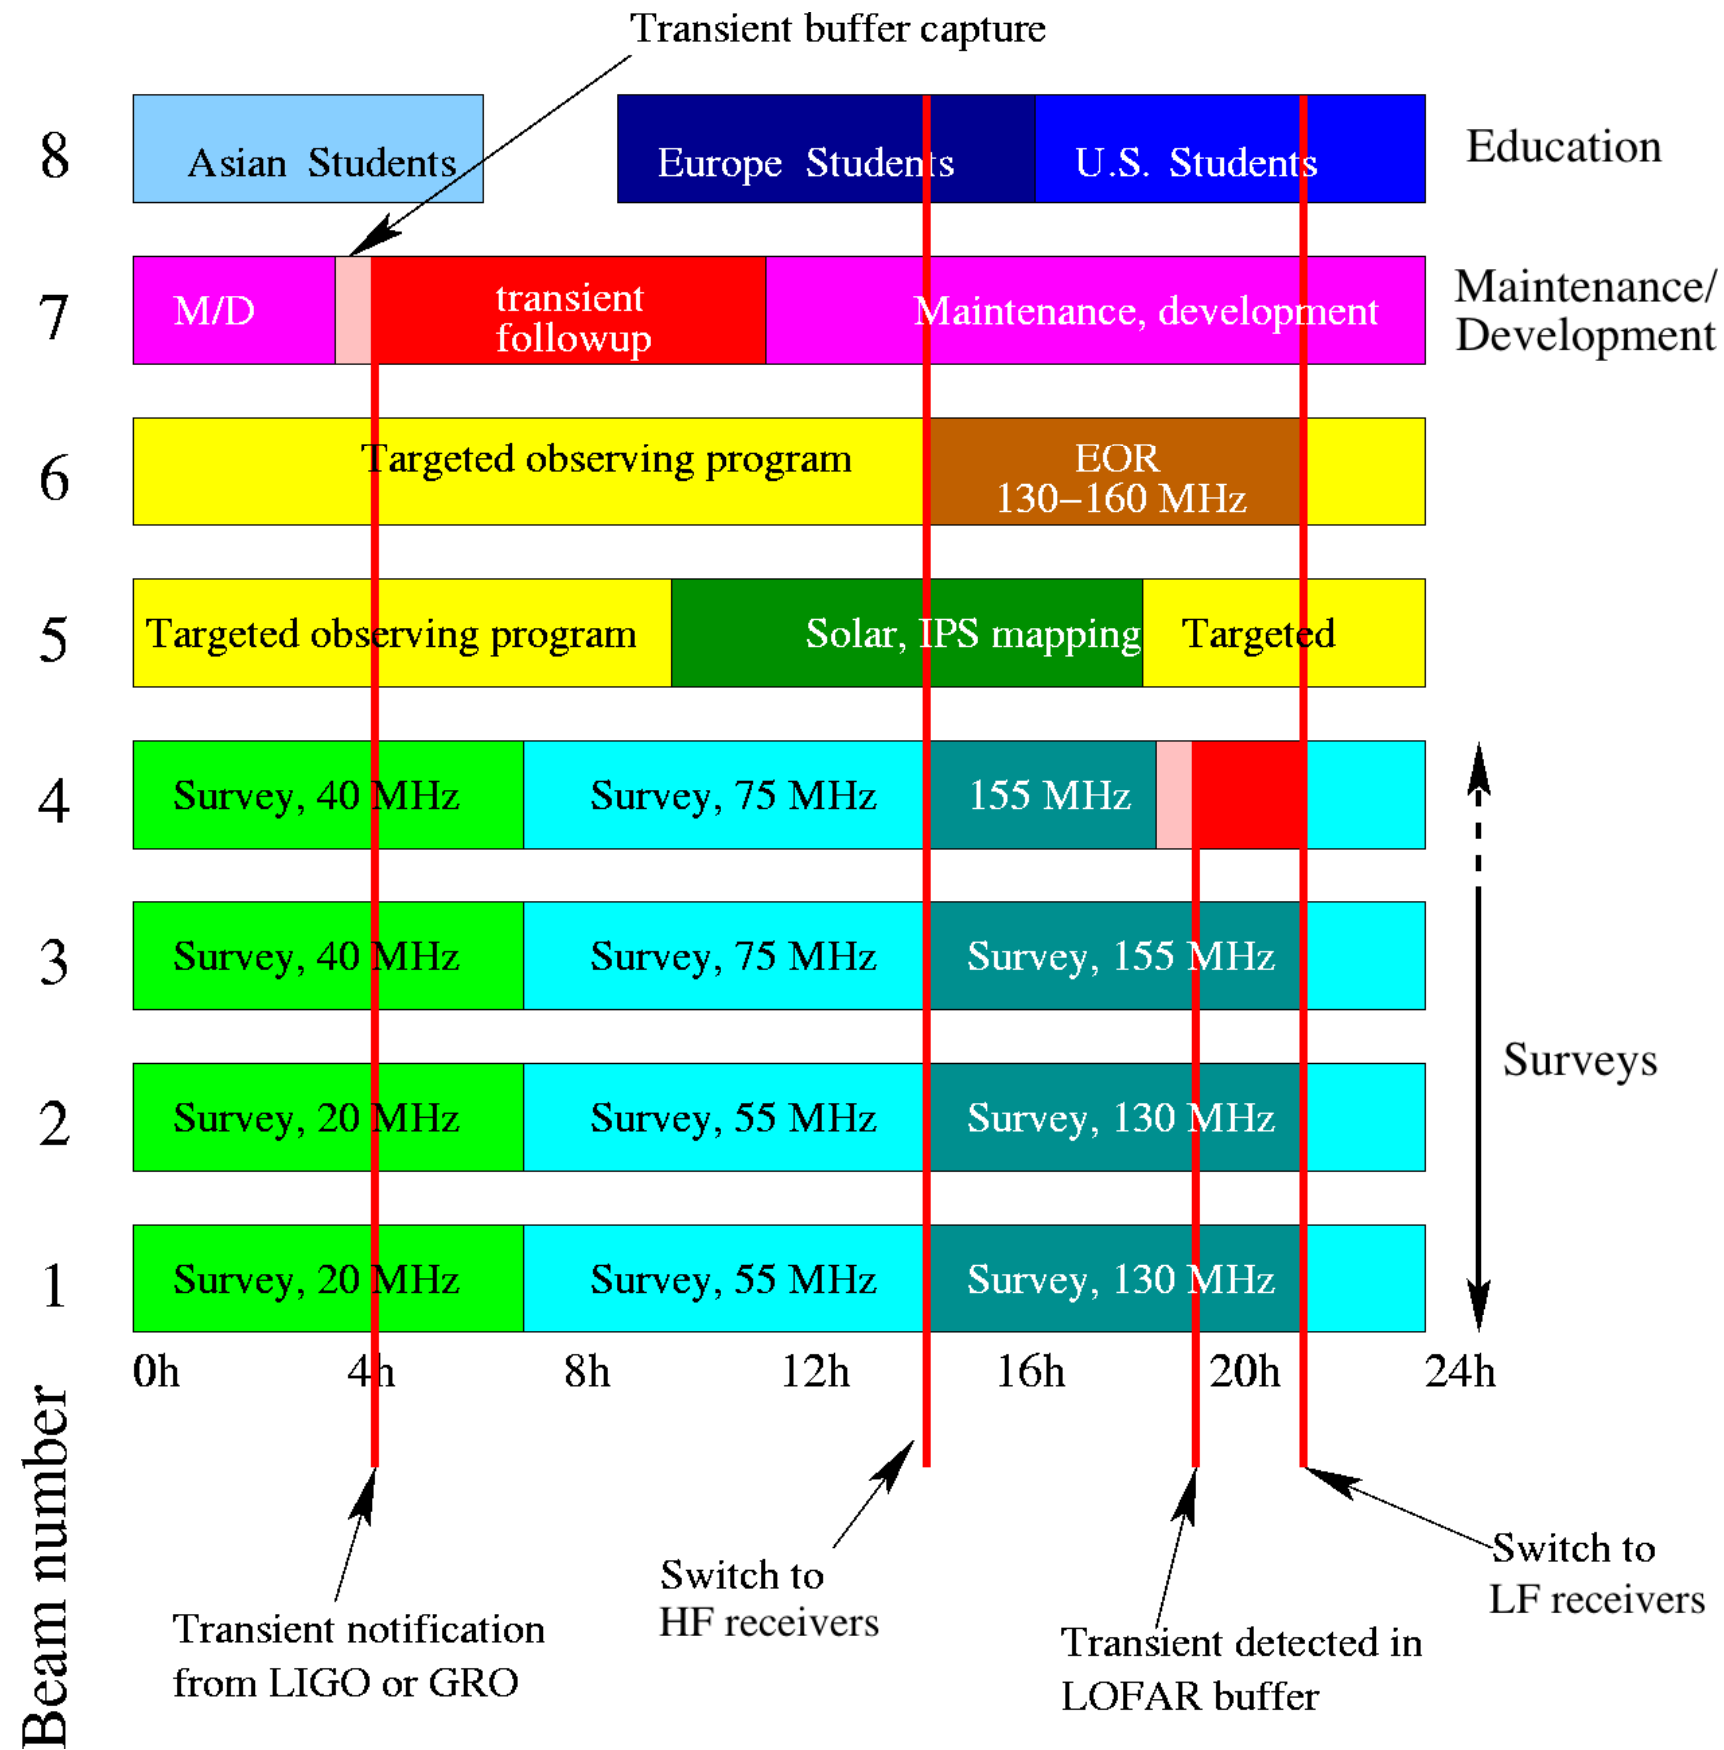 Transient buffer capture
8
Asian Students
Europe Students
U.S. Students
Education
7
M/D
transient
followup
Maintenance, development
Maintenance/
Development
6
Targeted observing program
EOR
130–160 MHz
5
Targeted observing program
Solar, IPS mapping
Targeted
4
Survey, 40 MHz
Survey, 75 MHz
155 MHz
3
Survey, 40 MHz
Survey, 75 MHz
Survey, 155 MHz
2
Survey, 20 MHz
Survey, 55 MHz
Survey, 130 MHz
Surveys
1
Survey, 20 MHz
Survey, 55 MHz
Survey, 130 MHz
0h
4h
8h
12h
16h
20h
24h
Beam number
Transient notification
from LIGO or GRO
Switch to
HF receivers
Transient detected in
LOFAR buffer
Switch to
LF receivers